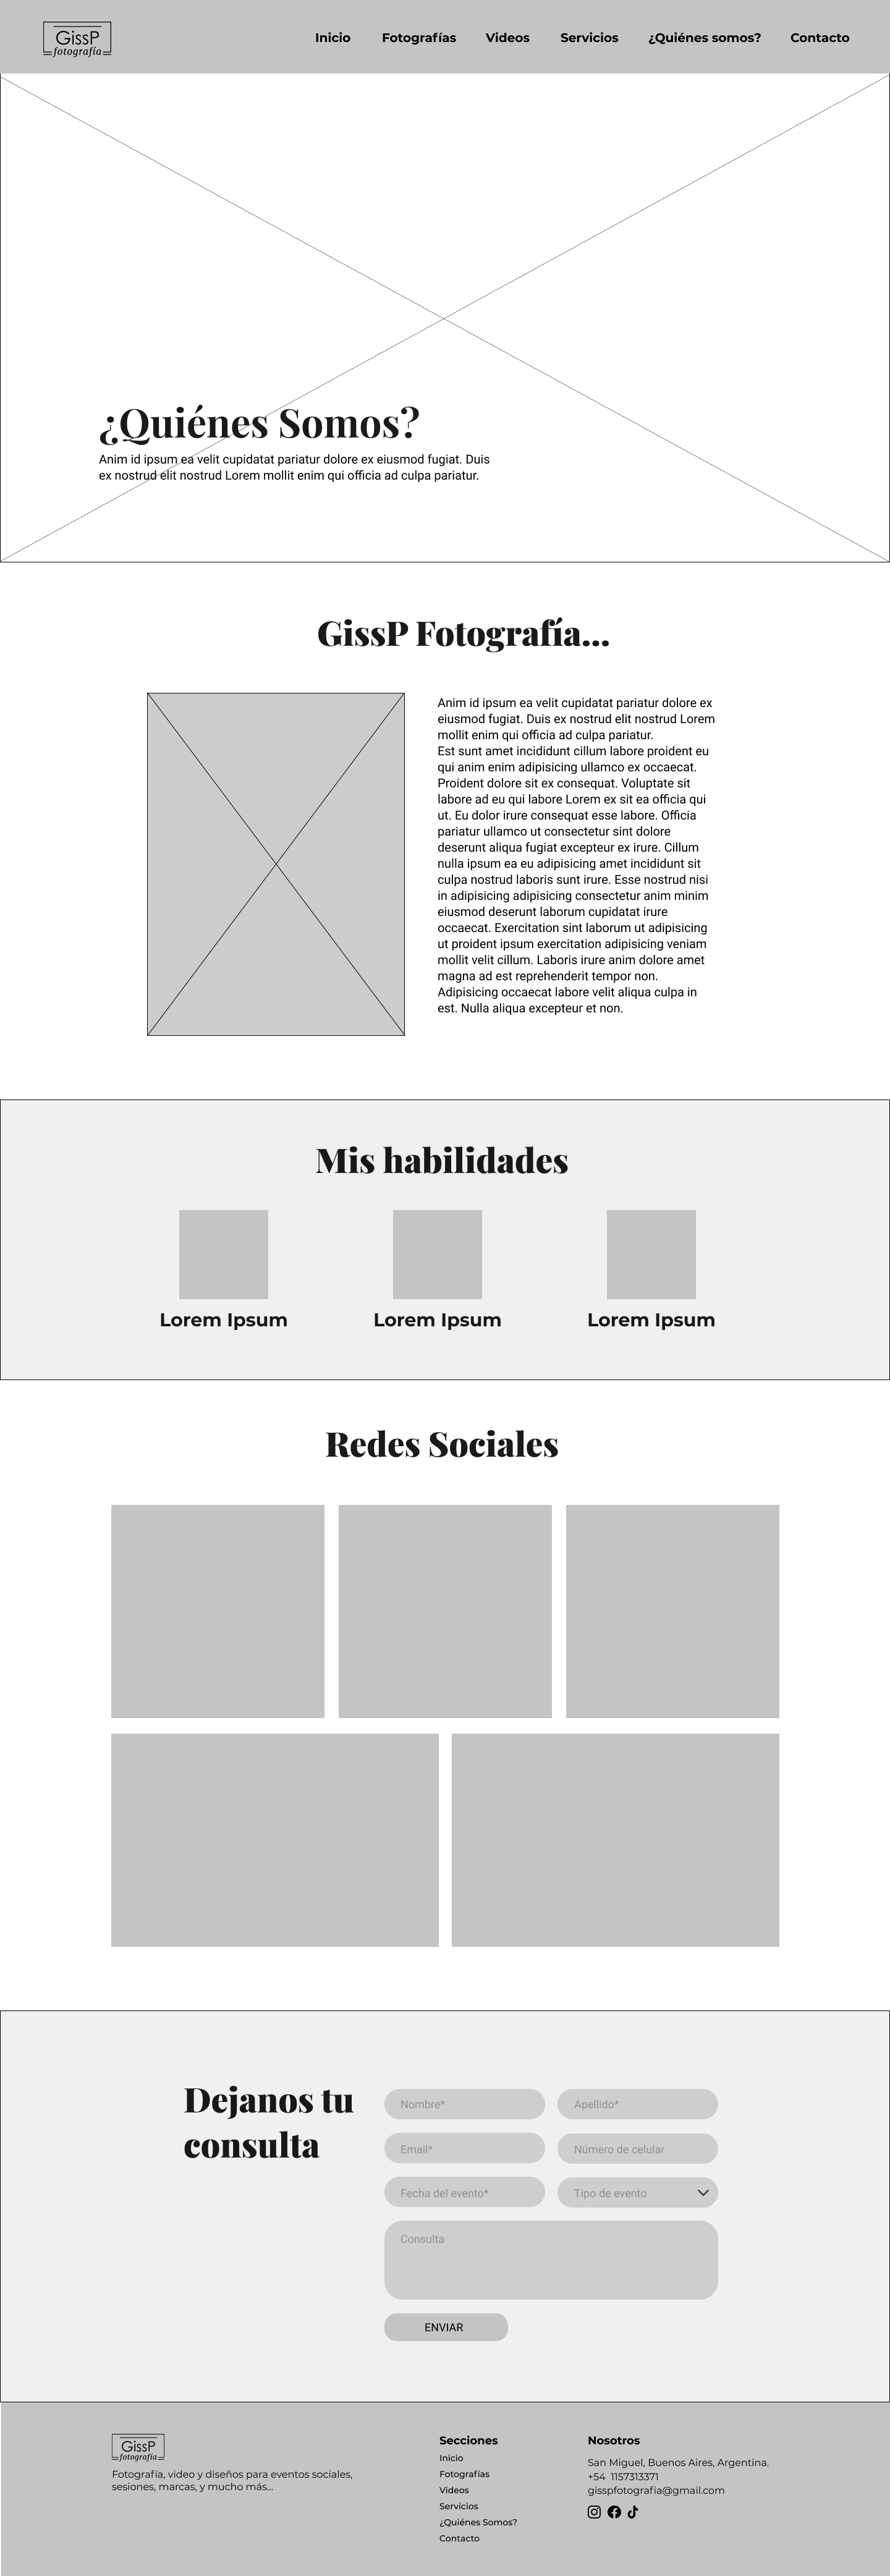 GissP
fotografía
Inicio
Fotografías
Videos
Servicios
¿Quiénes somos?
Contacto
¿Quiénes Somos?
Anim id ipsum ea velit cupidatat pariatur dolore ex eiusmod fugiat. Duis
ex nostrud elit nostrud Lorem mollit enim qui officia ad culpa pariatur.
GissP Fotografía...
Anim id ipsum ea velit cupidatat pariatur dolore ex
eiusmod fugiat. Duis ex nostrud elit nostrud Lorem
mollit enim qui officia ad culpa pariatur.
Est sunt amet incididunt cillum labore proident eu
qui anim enim adipisicing ullamco ex occaecat.
Proident dolore sit ex consequat. Voluptate sit
labore ad eu qui labore Lorem ex sit ea officia qui
ut. Eu dolor irure consequat esse labore. Officia
pariatur ullamco ut consectetur sint dolore
deserunt aliqua fugiat excepteur ex irure. Cillum
nulla ipsum ea eu adipisicing amet incididunt sit
culpa nostrud laboris sunt irure. Esse nostrud nisi
in adipisicing adipisicing consectetur anim minim
eiusmod deserunt laborum cupidatat irure
occaecat. Exercitation sint laborum ut adipisicing
ut proident ipsum exercitation adipisicing veniam
mollit velit cillum. Laboris irure anim dolore amet
magna ad est reprehenderit tempor non.
Adipisicing occaecat labore velit aliqua culpa in
est. Nulla aliqua excepteur et non.
Mis habilidades
Lorem Ipsum
Lorem Ipsum
Lorem Ipsum
Redes Sociales
Dejanos tu
consulta
Nombre*
Apellido*
Email*
Número de celular
Fecha del evento*
Tipo de evento
Consulta
ENVIAR
GissP
fotografía
Fotografía, video y diseños para eventos sociales,
sesiones, marcas, y mucho más...
Secciones
Inicio
Fotografías
Videos
Servicios
¿Quiénes Somos?
Contacto
Nosotros
San Miguel, Buenos Aires, Argentina.
+54 1157313371
gisspfotografia@gmail.com